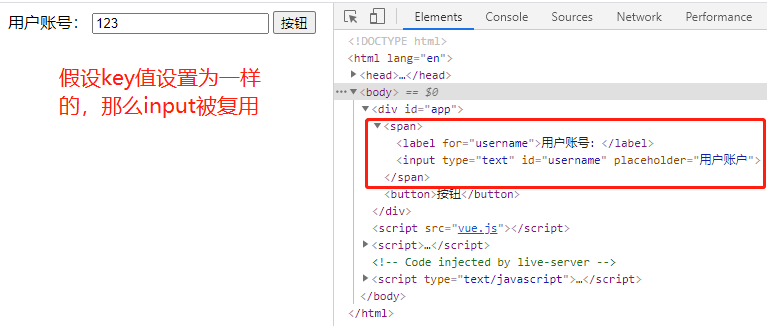 用户账号： 123 按钮
假设key值设置为一样
的，那么input被复用
Elements Console Sources Network Performance
<!DOCTYPE html>
<html lang="en">
<head>…</head>
<body> == $0
<div id="app">
<span>
<label for="username">用户账号: </label>
<input type="text" id="username" placeholder="用户账户">
</span>
<button>按钮</button>
</div>
<script src="vue.js"></script>
<script>…</script>
<!-- Code injected by live-server -->
<script type="text/javascript">…</script>
</body>
</html>